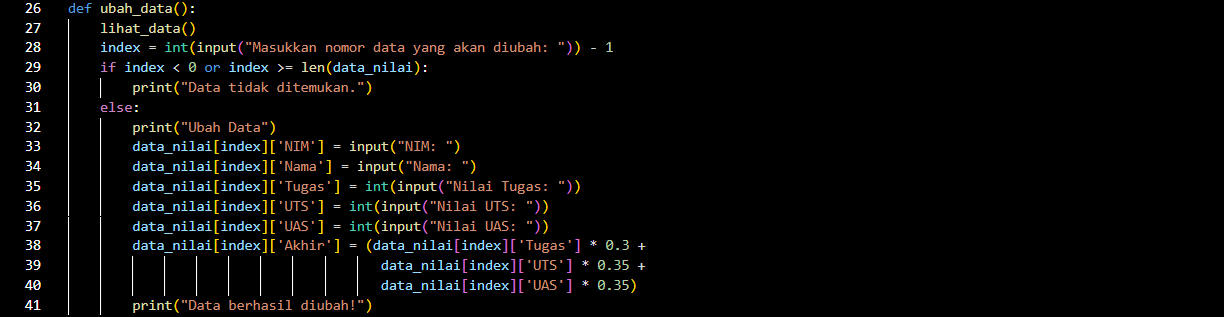 26 def ubah_data():
27     lihat_data()
28     index = int(input("Masukkan nomor data yang akan diubah: ")) - 1
29     if index < 0 or index >= len(data_nilai):
30         print("Data tidak ditemukan.")
31     else:
32         print("Ubah Data")
33         data_nilai[index]['NIM'] = input("NIM: ")
34         data_nilai[index]['Nama'] = input("Nama: ")
35         data_nilai[index]['Tugas'] = int(input("Nilai Tugas: "))
36         data_nilai[index]['UTS'] = int(input("Nilai UTS: "))
37         data_nilai[index]['UAS'] = int(input("Nilai UAS: "))
38         data_nilai[index]['Akhir'] = (data_nilai[index]['Tugas'] * 0.3 +
39                                        data_nilai[index]['UTS'] * 0.35 +
40                                        data_nilai[index]['UAS'] * 0.35)
41         print("Data berhasil diubah!")